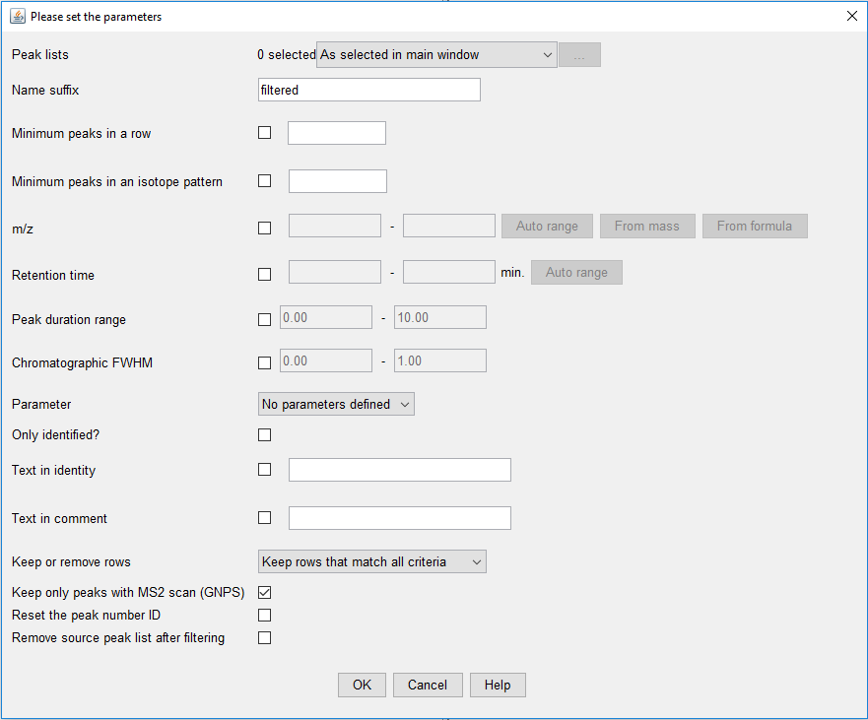 Please set the parameters
Peak lists 0 selected As selected in main window ...
Name suffix filtered
Minimum peaks in a row
Minimum peaks in an isotope pattern
m/z - Auto range From mass From formula
Retention time - min. Auto range
Peak duration range 0.00 - 10.00
Chromatographic FWHM 0.00 - 1.00
Parameter No parameters defined
Only identified?
Text in identity
Text in comment
Keep or remove rows Keep rows that match all criteria
Keep only peaks with MS2 scan (GNPS)
Reset the peak number ID
Remove source peak list after filtering
OK Cancel Help